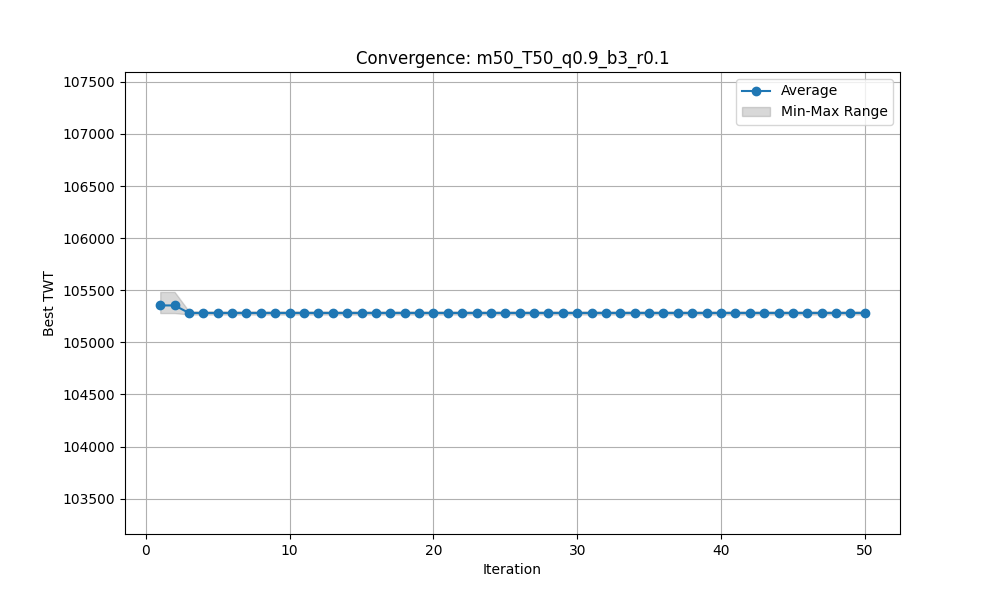 Convergence: m50_T50_q0.9_b3_r0.1
107500
107000
106500
106000
105500
105000
104500
104000
103500
Best TWT
Average
Min-Max Range
0 10 20 30 40 50
Iteration